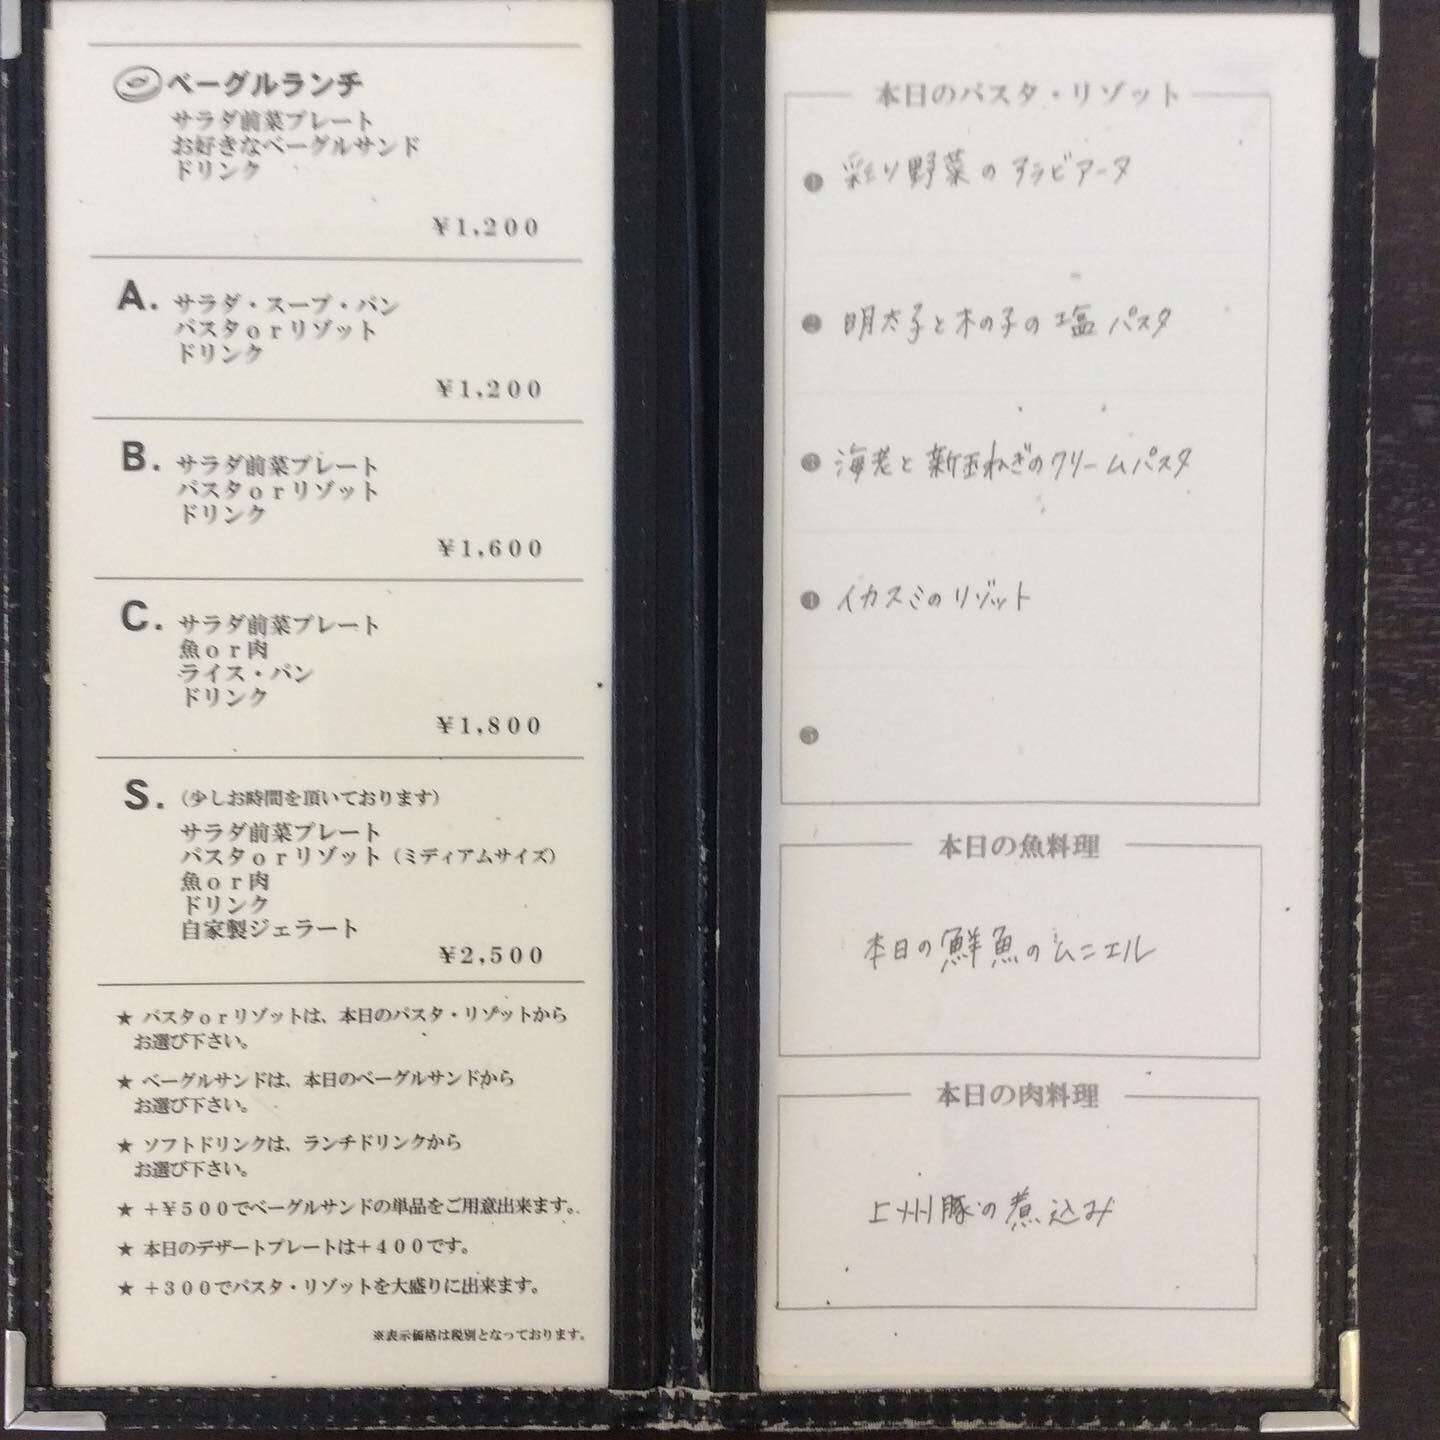 ベーグルランチ
サラダ前菜プレート
お好きなベーグルサンド
ドリンク
¥1,200
A. サラダ・スープ・パン
パスタorリゾット
ドリンク
¥1,200
B. サラダ前菜プレート
パスタorリゾット
ドリンク
¥1,600
C. サラダ前菜プレート
魚or肉
ライス・パン
ドリンク
¥1,800
S. (少しお時間を頂いております)
サラダ前菜プレート
パスタorリゾット(ミディアムサイズ)
魚or肉
ドリンク
自家製ジェラート
¥2,500
★ パスタorリゾットは、本日のパスタ・リゾットから
お選び下さい。
★ ベーグルサンドは、本日のベーグルサンドから
お選び下さい。
★ ソフトドリンクは、ランチドリンクから
お選び下さい。
★ +¥500でベーグルサンドの単品をご用意出来ます。
★ 本日のデザートプレートは+400です。
★ +300でパスタ・リゾットを大盛りに出来ます。
※表示価格は税別となっております。
本日のパスタ・リゾット
❶ 彩り野菜のアラビアータ
❷ 明太子と木の子の塩パスタ
❸ 海老と新玉ねぎのクリームパスタ
❹ イカスミのリゾット
❺
本日の魚料理
本日の鮮魚のムニエル
本日の肉料理
上州豚の煮込み